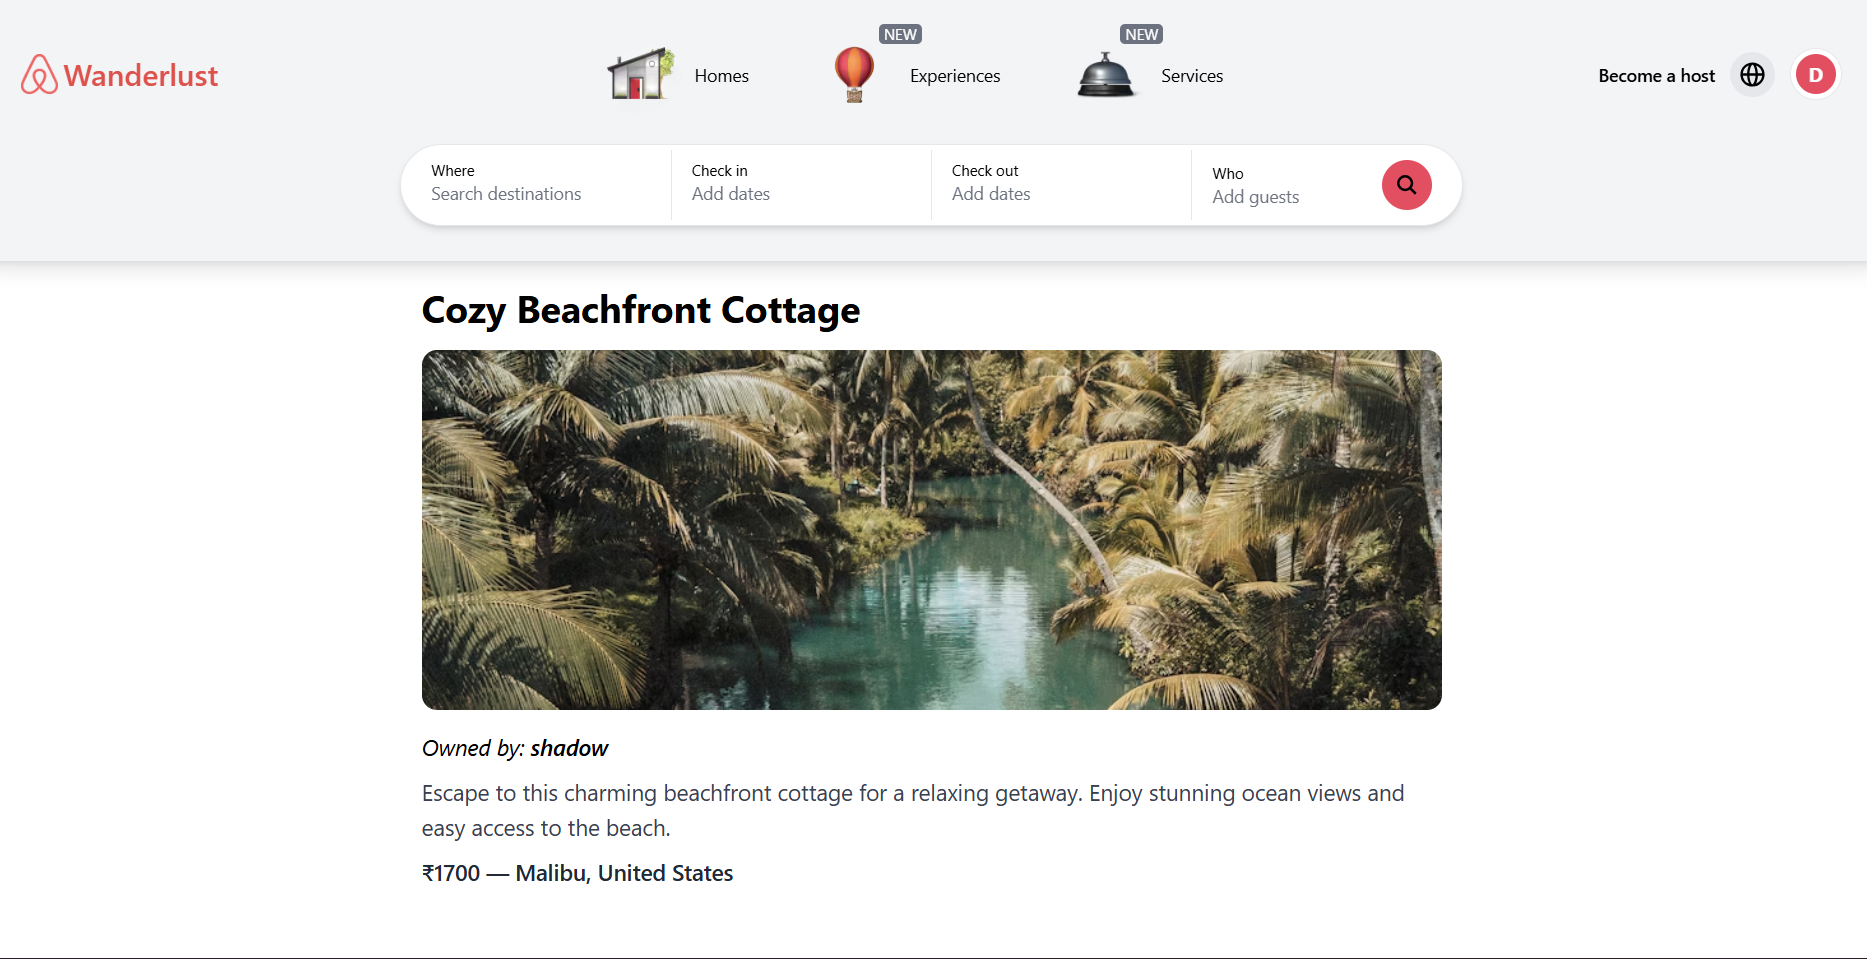 Wanderlust
Homes
NEW
Experiences
NEW
Services
Become a host
D
Where
Search destinations
Check in
Add dates
Check out
Add dates
Who
Add guests
Cozy Beachfront Cottage
Owned by: shadow
Escape to this charming beachfront cottage for a relaxing getaway. Enjoy stunning ocean views and
easy access to the beach.
₹1700 — Malibu, United States